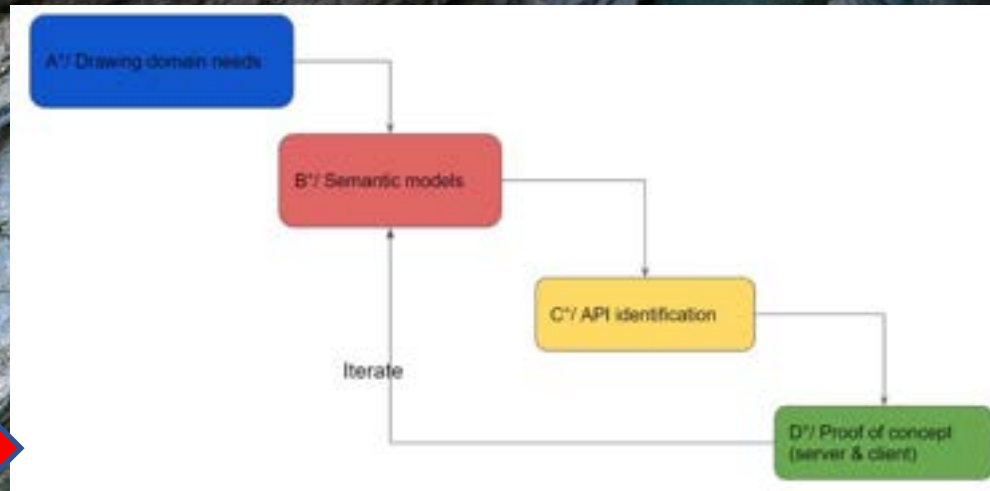 A°/ Drawing domain needs
B°/ Semantic models
C°/ API identification
Iterate
D°/ Proof of concept
(server & client)